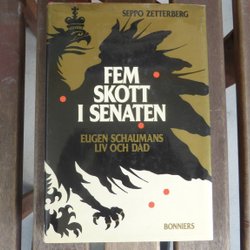 SEPPO ZETTERBERG
FEM
SKOTT
I SENATEN
EUGEN SCHAUMANS
LIV OCH DÅD
BONNIERS